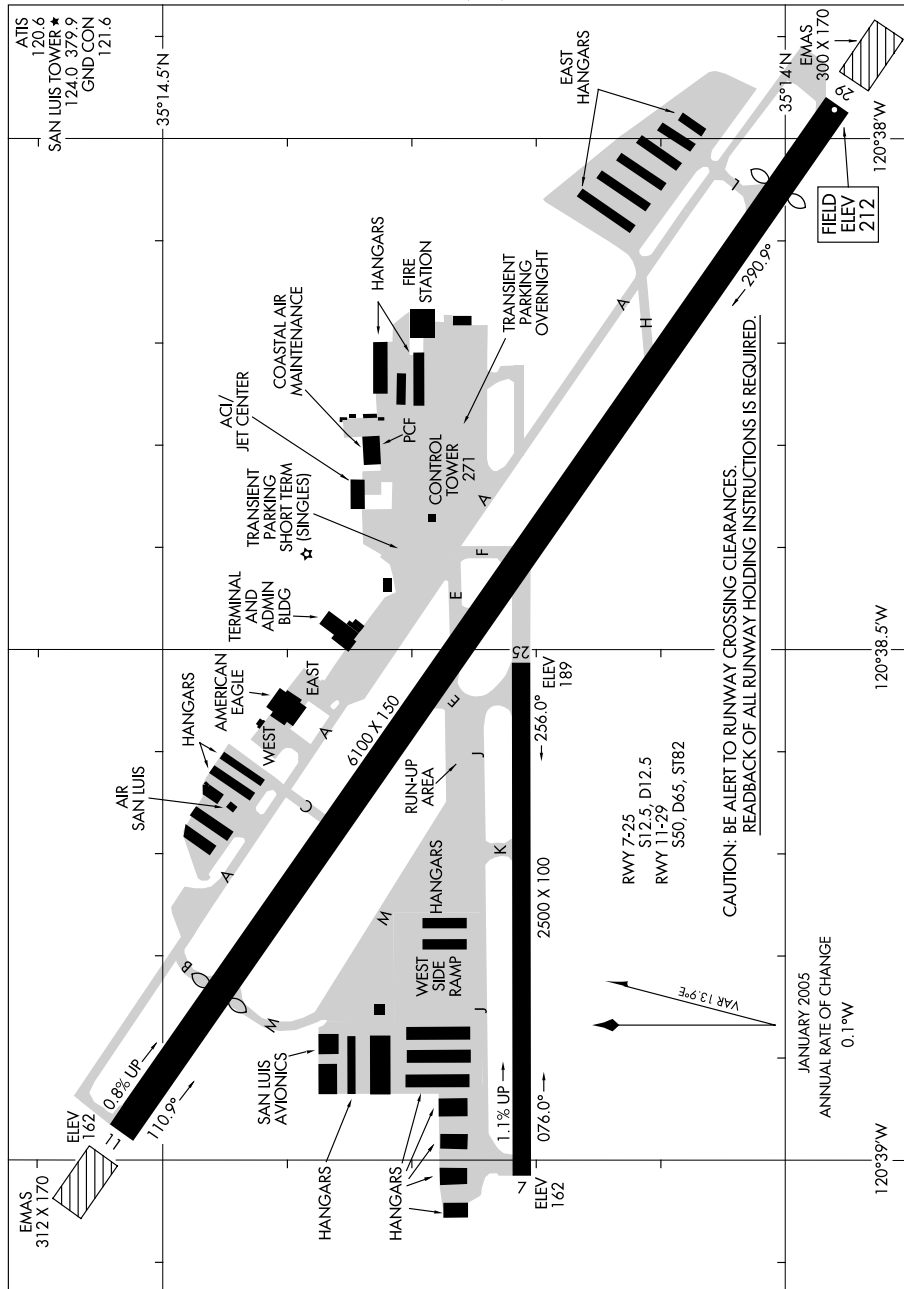 ATIS
120.6
SAN LUIS TOWER ★
124.0 379.9
GND CON
121.6
35°14.5'N
35°14'N
EMAS
300 X 170
29
EAST
HANGARS
120°38'W
FIELD
ELEV
212
L
290.9°
A
H
HANGARS
FIRE
STATION
COASTAL AIR
MAINTENANCE
ACI/
JET CENTER
PCF
TRANSIENT
PARKING
OVERNIGHT
CONTROL
TOWER
271
TRANSIENT
PARKING
SHORT TERM
(SINGLES)
A
F
E
TERMINAL
AND
ADMIN
BLDG
120°38.5'W
25
ELEV
189
AMERICAN
EAGLE
HANGARS
EAST
WEST
A
6100 X 150
E
256.0°
J
RUN-UP
AREA
AIR
SAN LUIS
C
A
K
2500 X 100
HANGARS
M
WEST
SIDE
RAMP
B
M
J
SAN LUIS
AVIONICS
HANGARS
HANGARS
0.8% UP
110.9°
ELEV
162
11
EMAS
312 X 170
1.1% UP
076.0°
7
ELEV
162
120°39'W
RWY 7-25
S12.5, D12.5
RWY 11-29
S50, D65, ST82
CAUTION: BE ALERT TO RUNWAY CROSSING CLEARANCES.
READBACK OF ALL RUNWAY HOLDING INSTRUCTIONS IS REQUIRED.
VAR 13.9°E
JANUARY 2005
ANNUAL RATE OF CHANGE
0.1°W